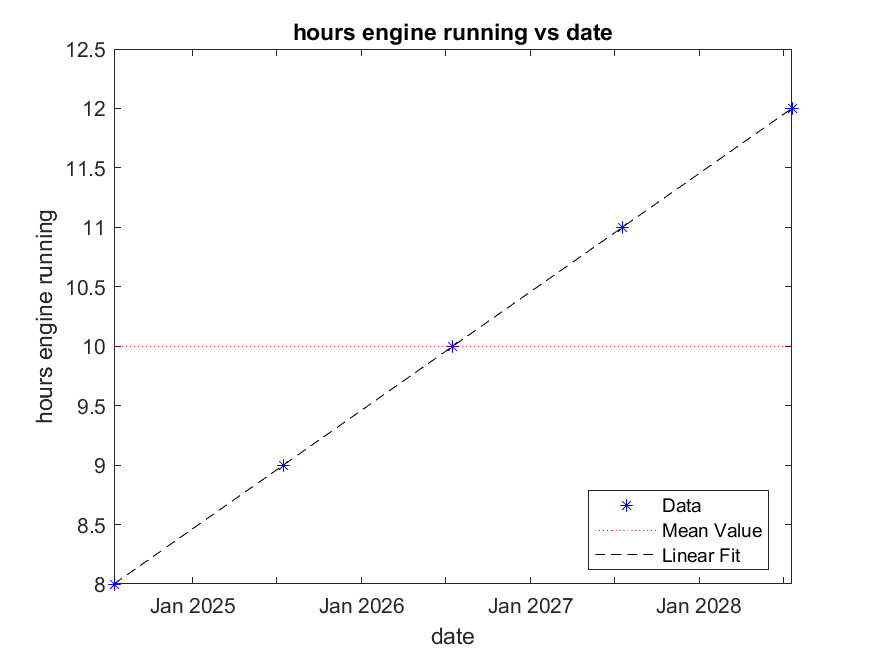 hours engine running vs date
12.5
12
11.5
11
10.5
10
9.5
9
8.5
8
hours engine running
Jan 2025 Jan 2026 Jan 2027 Jan 2028
date
Data
Mean Value
Linear Fit